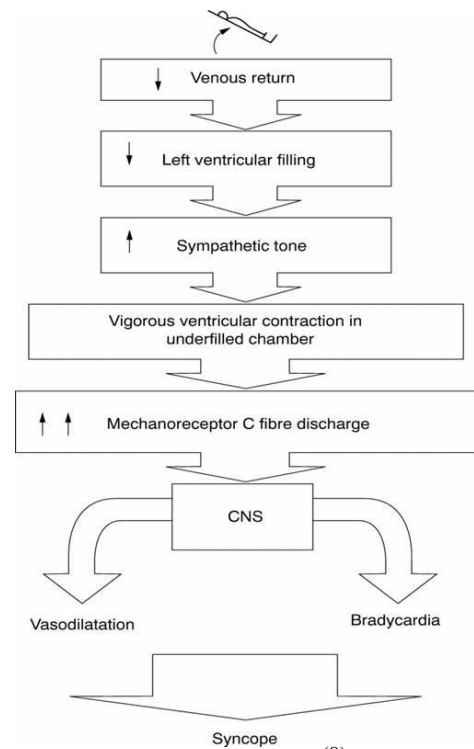 ↓ Venous return
↓ Left ventricular filling
↑ Sympathetic tone
Vigorous ventricular contraction in
underfilled chamber
↑ ↑ Mechanoreceptor C fibre discharge
CNS
Vasodilatation
Bradycardia
Syncope